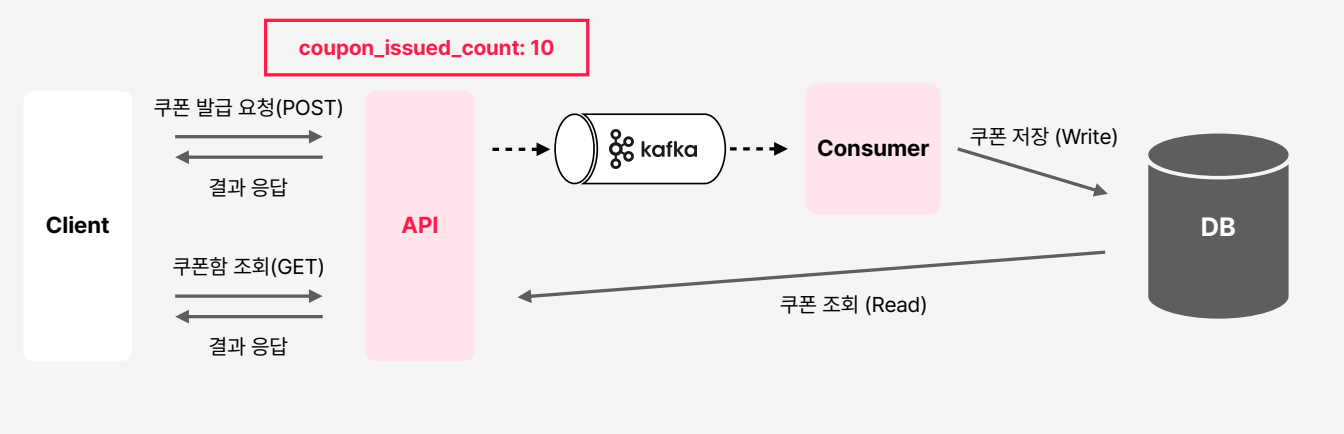 coupon_issued_count: 10
쿠폰 발급 요청(POST)
결과 응답
Client
쿠폰함 조회(GET)
결과 응답
API
kafka
Consumer
쿠폰 저장 (Write)
DB
쿠폰 조회 (Read)